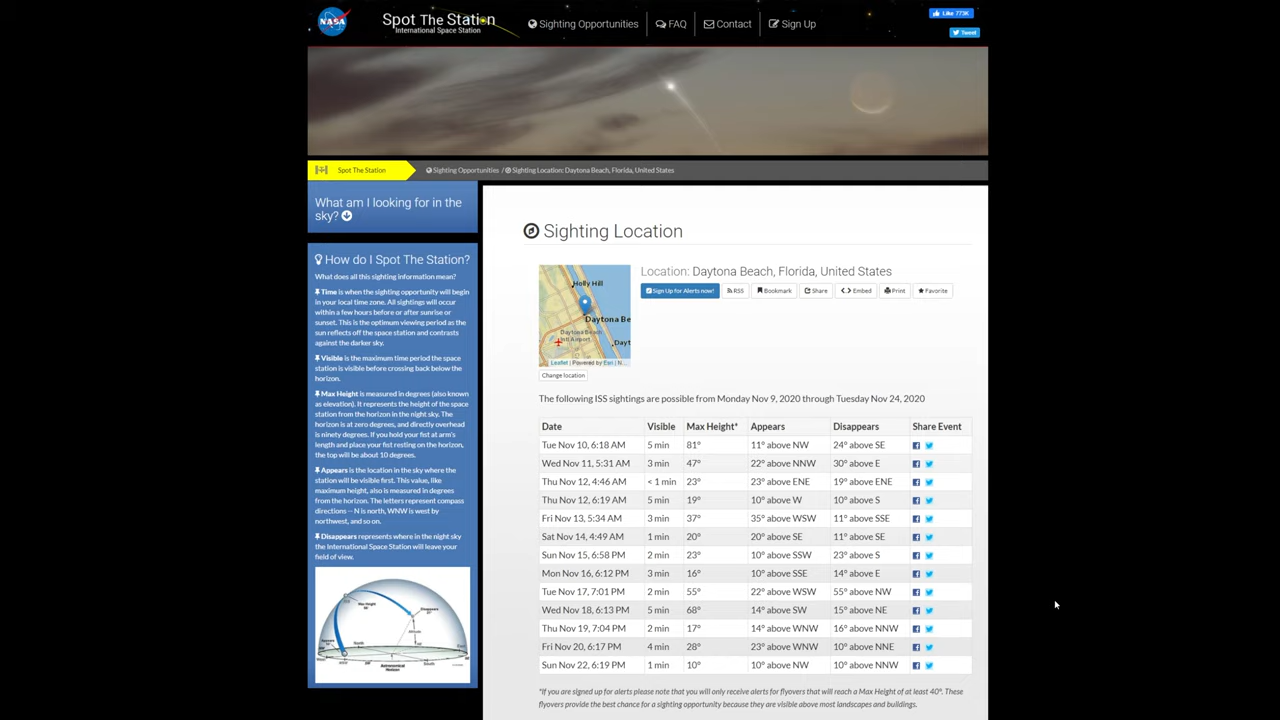 NASA
Spot The Station
International Space Station
Sighting Opportunities
FAQ
Contact
Sign Up
Like 773K
Tweet
Spot The Station
Sighting Opportunities / Sighting Location: Daytona Beach, Florida, United States
What am I looking for in the
sky?
How do I Spot The Station?
What does all this sighting information mean?
Time is when the sighting opportunity will begin
in your local time zone. All sightings will occur
within a few hours before or after sunrise or
sunset. This is the optimum viewing period as the
sun reflects off the space station and contrasts
against the darker sky.
Visible is the maximum time period the space
station is visible before crossing back below the
horizon.
Max Height is measured in degrees (also known
as elevation). It represents the height of the space
station from the horizon in the night sky. The
horizon is at zero degrees, and directly overhead
is ninety degrees. If you hold your fist at arm's
length and place your fist resting on the horizon,
the top will be about 10 degrees.
Appears is the location in the sky where the
station will be visible first. This value, like
maximum height, also is measured in degrees
from the horizon. The letters represent compass
directions -- N is north, WNW is west by
northwest, and so on.
Disappears represents where in the night sky
the International Space Station will leave your
field of view.
Max Height
Disappears
Altitude
Astronomical
Horizon
Sighting Location
Holly Hill
Daytona Be
Daytona Beach
Intl Airport
Dayt
Leaflet | Powered by Esri | N...
Change location
Location: Daytona Beach, Florida, United States
Sign Up for Alerts now!
RSS
Bookmark
Share
Embed
Print
Favorite
The following ISS sightings are possible from Monday Nov 9, 2020 through Tuesday Nov 24, 2020
Date Visible Max Height* Appears Disappears Share Event
Tue Nov 10, 6:18 AM 5 min 81° 11° above NW 24° above SE
Wed Nov 11, 5:31 AM 3 min 47° 22° above NNW 30° above E
Thu Nov 12, 4:46 AM < 1 min 23° 23° above ENE 19° above ENE
Thu Nov 12, 6:19 AM 5 min 19° 10° above W 10° above S
Fri Nov 13, 5:34 AM 3 min 37° 35° above WSW 11° above SSE
Sat Nov 14, 4:49 AM 1 min 20° 20° above SE 11° above SE
Sun Nov 15, 6:58 PM 2 min 23° 10° above SSW 23° above S
Mon Nov 16, 6:12 PM 3 min 16° 10° above SSE 14° above E
Tue Nov 17, 7:01 PM 2 min 55° 22° above WSW 55° above NW
Wed Nov 18, 6:13 PM 5 min 68° 14° above SW 15° above NE
Thu Nov 19, 7:04 PM 2 min 17° 14° above WNW 16° above NNW
Fri Nov 20, 6:17 PM 4 min 28° 23° above WNW 10° above NNE
Sun Nov 22, 6:19 PM 1 min 10° 10° above NW 10° above NNW
*If you are signed up for alerts please note that you will only receive alerts for flyovers that will reach a Max Height of at least 40°. These
flyovers provide the best chance for a sighting opportunity because they are visible above most landscapes and buildings.